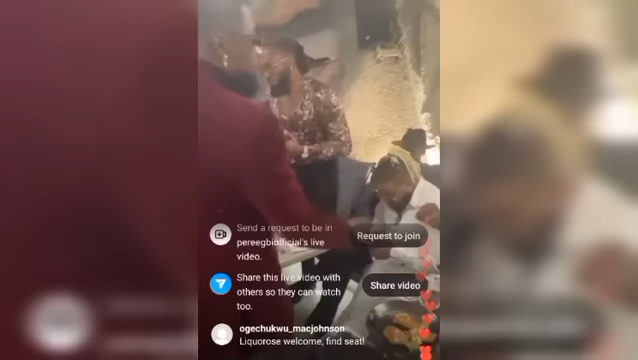 Send a request to be in
pereegbiofficial's live
video.
Request to join
Share this live video with
others so they can watch
too.
Share video
ogechukwu_macjohnson
Liquorose welcome, find seat!